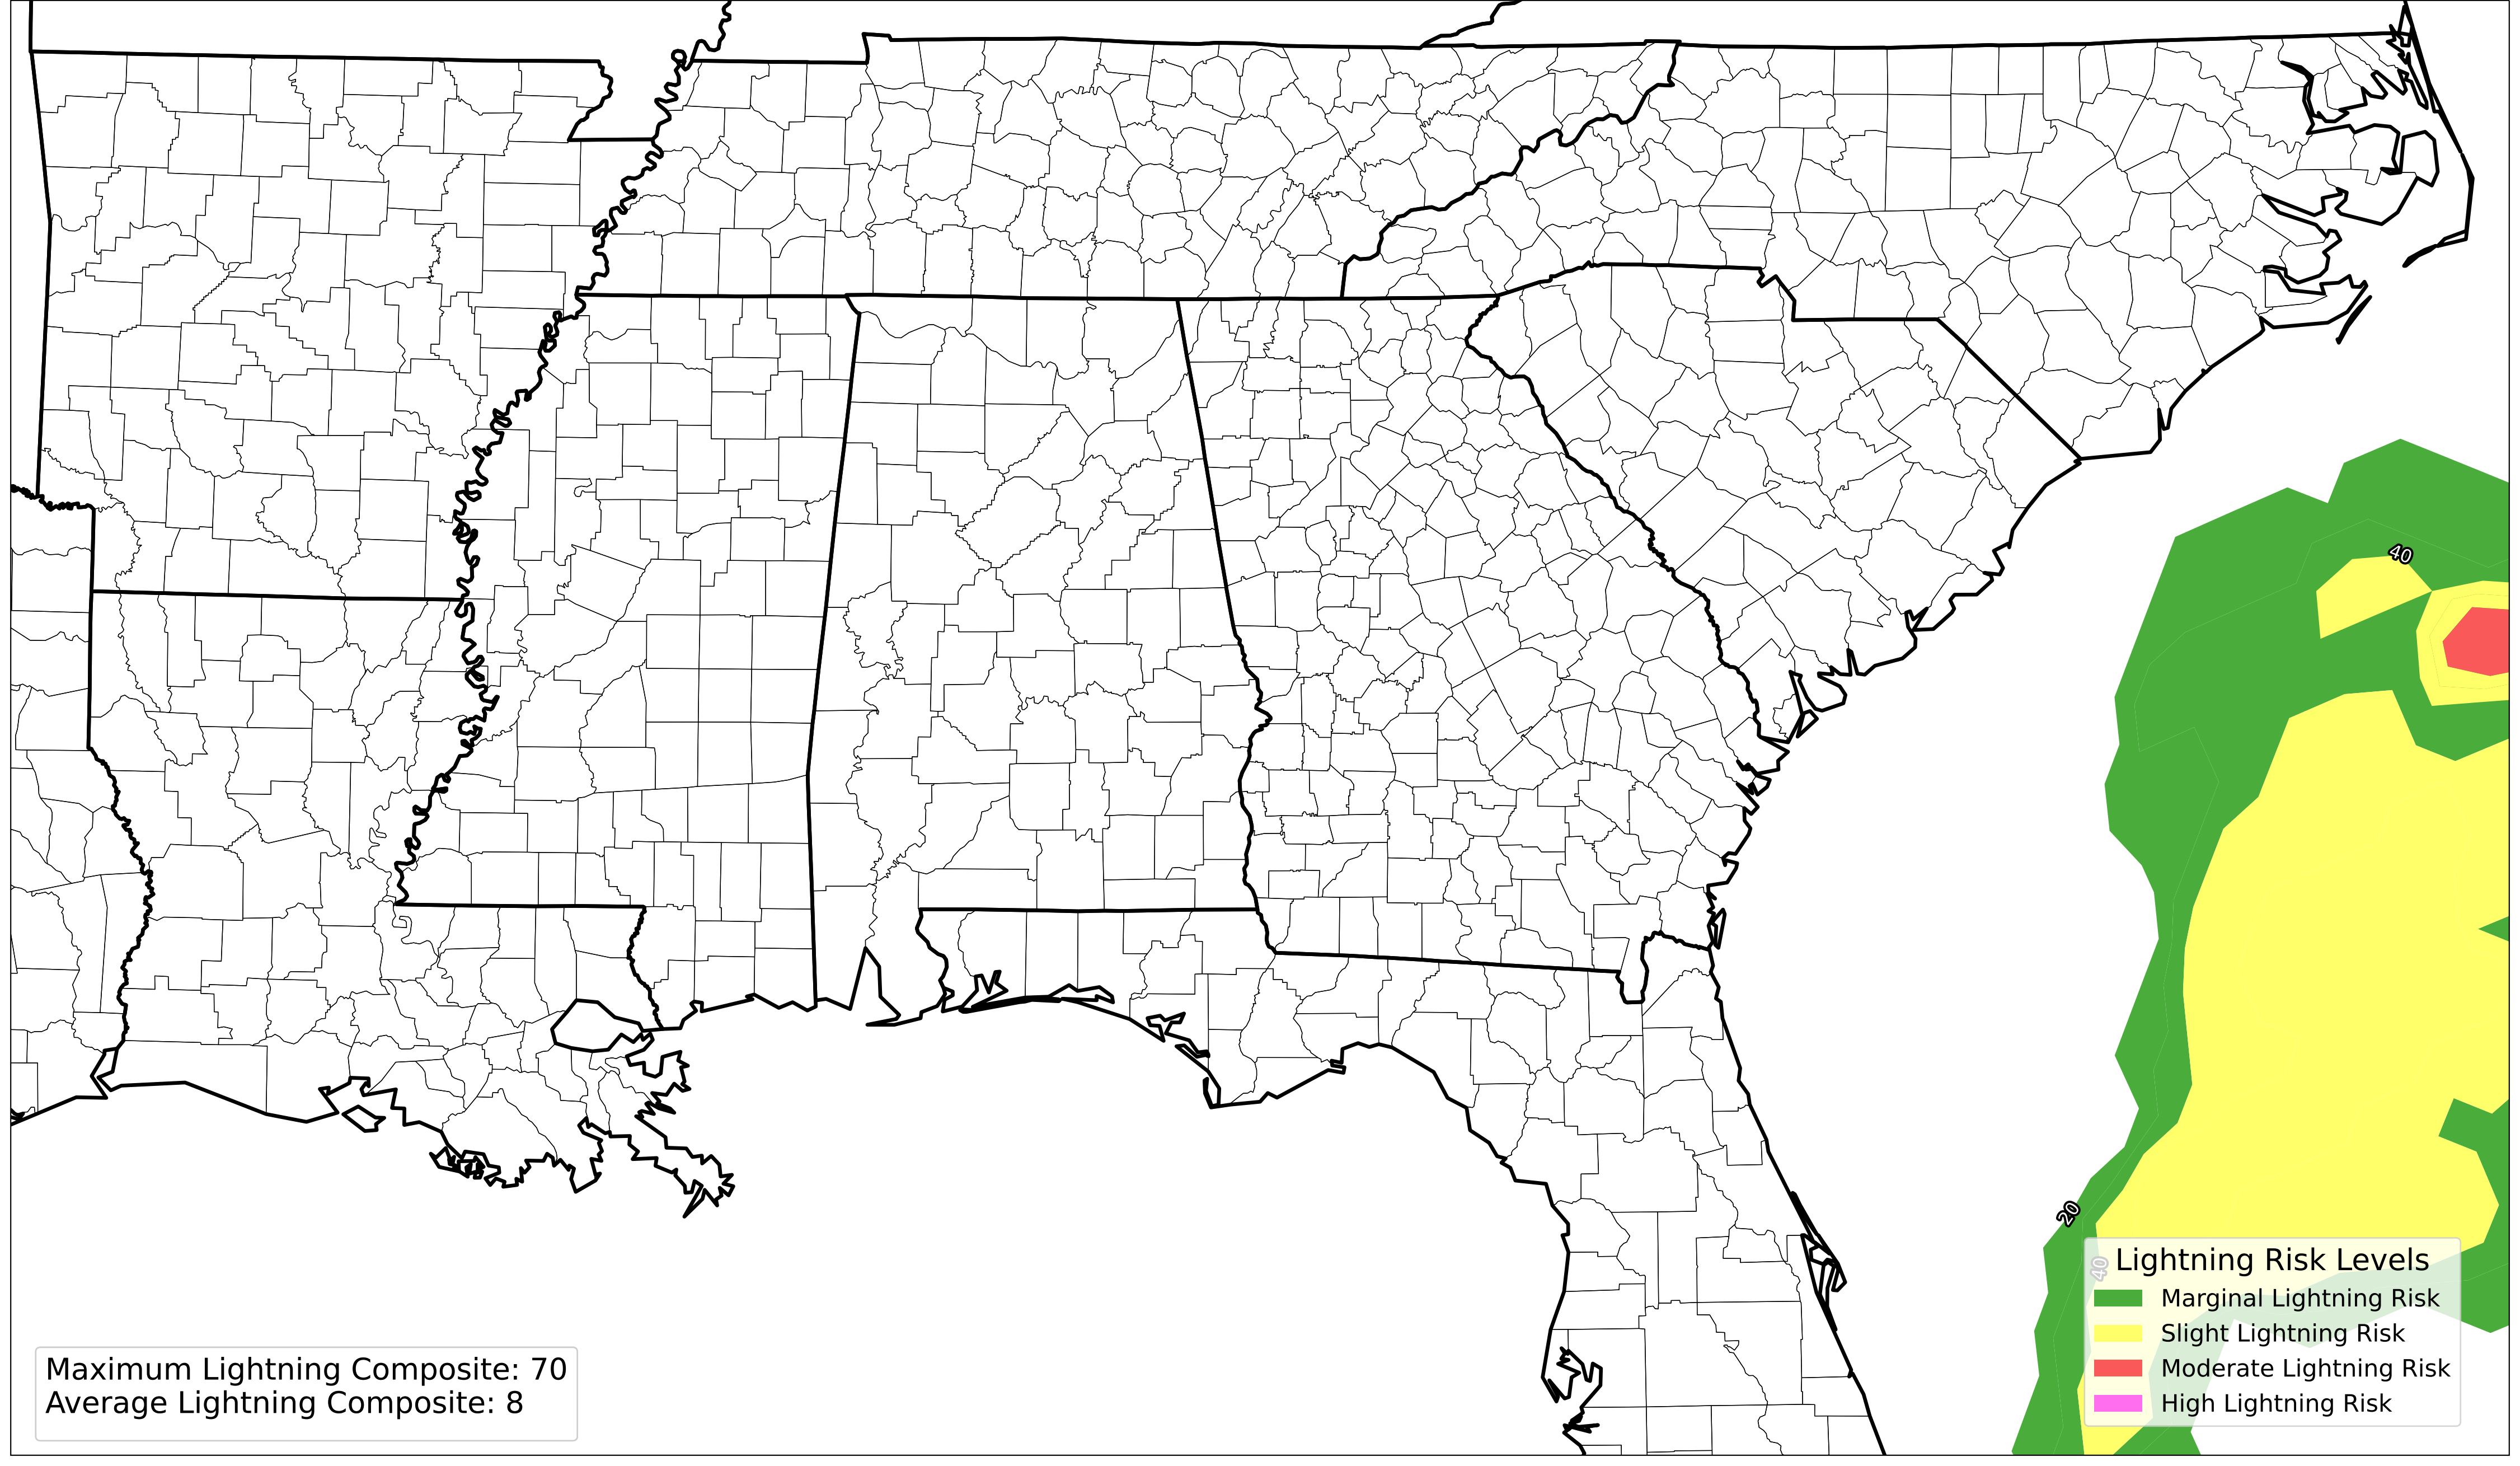 40
20
40
Lightning Risk Levels
Marginal Lightning Risk
Slight Lightning Risk
Moderate Lightning Risk
High Lightning Risk
Maximum Lightning Composite: 70
Average Lightning Composite: 8